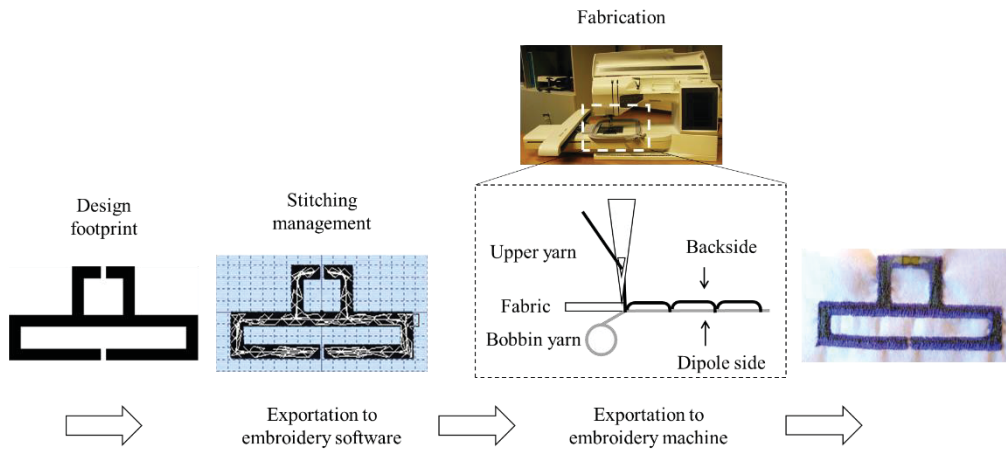 Fabrication
Design
footprint
Stitching
management
Upper yarn
Backside
Fabric
Bobbin yarn
Dipole side
Exportation to
embroidery software
Exportation to
embroidery machine